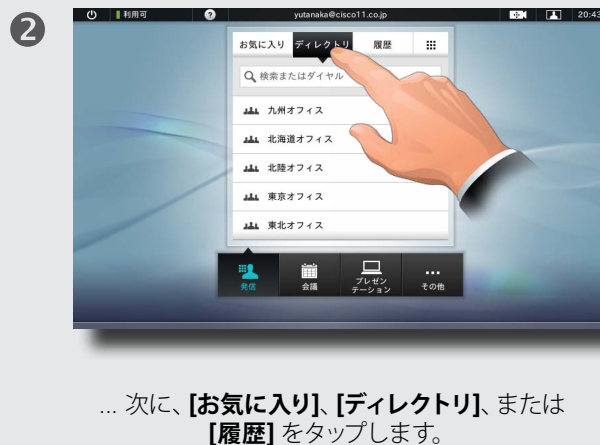 ❷
利用可
?
yutanaka@cisco11.co.jp
20:43
お気に入り ディレクトリ 履歴
検索またはダイヤル
九州オフィス
北海道オフィス
北陸オフィス
東京オフィス
東北オフィス
発信
会議
プレゼン
テーション
その他
... 次に、[お気に入り]、[ディレクトリ]、または
[履歴] をタップします。